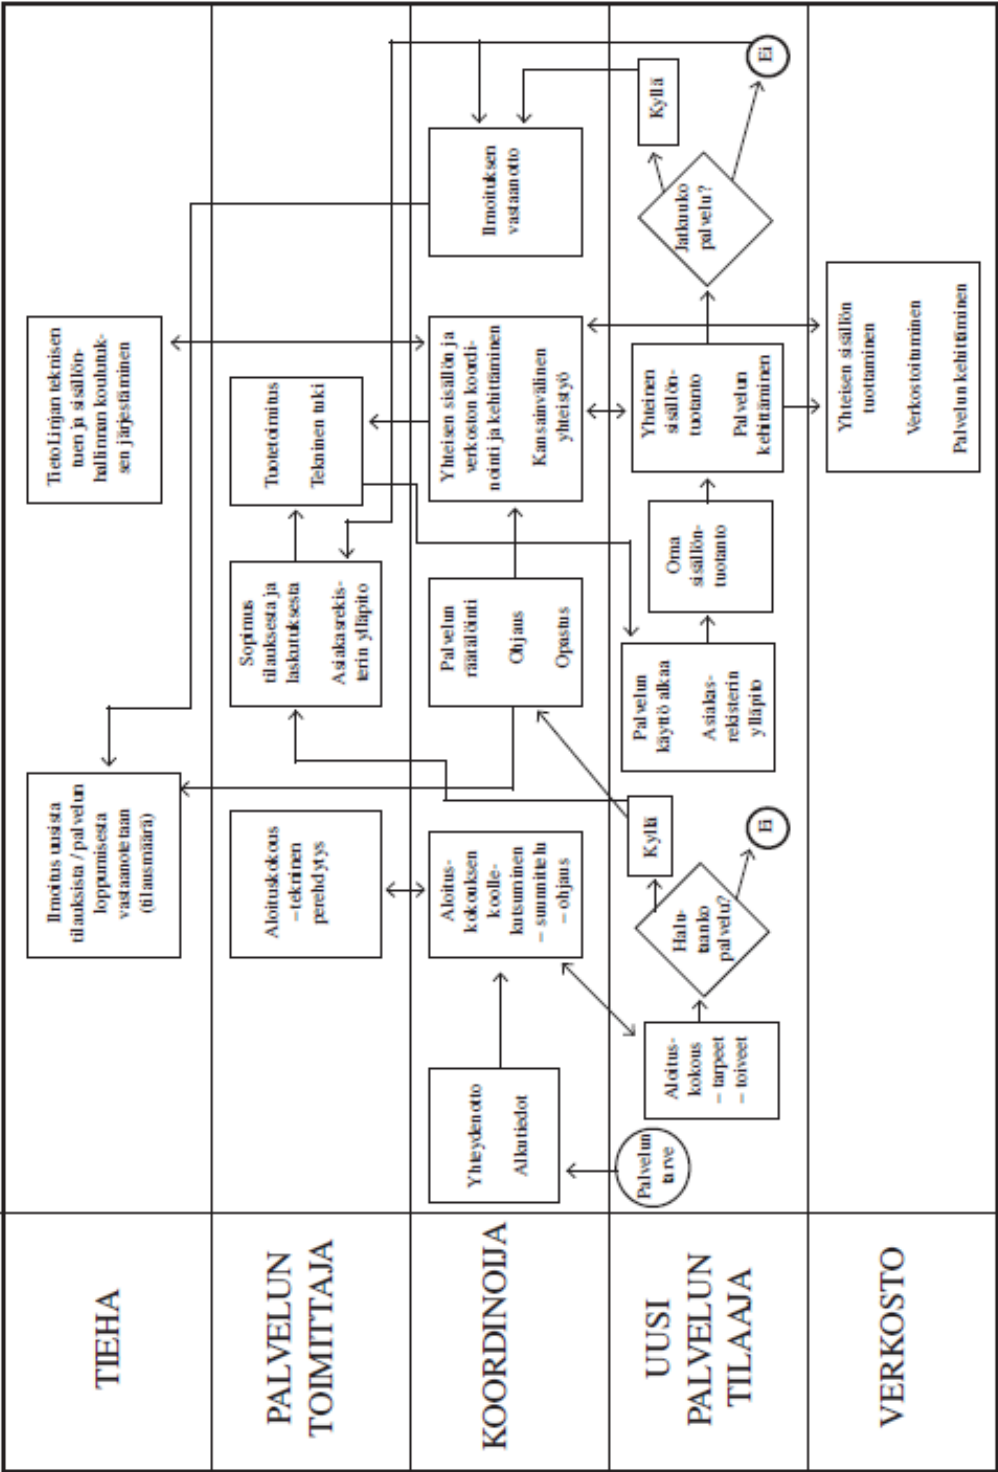 TIEHA
Ilmoitus uusista
tilauksista / palvelun
loppumisesta
vastaanotetaan
(tilausmäärä)
TietoLinjan teknisen
tuen ja sisällön-
hallinnan koulutuk-
sen järjestäminen
PALVELUN
TOIMITTAJA
Aloituskokous
–tekninen
perehdytys
Sopimus
tilauksesta ja
laskutuksesta
Asiakasrekis-
terin ylläpito
Tuotetoimitus
Tekninen tuki
KOORDINOIJA
Yhteydenotto
Alkutiedot
Aloitus-
kokouksen
koolle-
kutsuminen
– suunnittelu
– ohjaus
Palvelun
räätälöinti
Ohjaus
Opastus
Yhteisen sisällön ja
verkoston koordi-
nointi ja kehittäminen
Kansainvälinen
yhteistyö
Ilmoituksen
vastaanotto
UUSI
PALVELUN
TILAAJA
Palvelun
tarve
Aloitus-
kokous
– tarpeet
– toiveet
Halu-
taanko
palvelu?
Kyllä
Ei
Palvelun
käyttö alkaa
Asiakas-
rekisterin
ylläpito
Oma
sisällön-
tuotanto
Yhteinen
sisällön-
tuotanto
Palvelun
kehittäminen
Jatkuuko
palvelu?
Kyllä
Ei
VERKOSTO
Yhteisen sisällön
tuottaminen
Verkostoituminen
Palvelun kehittäminen